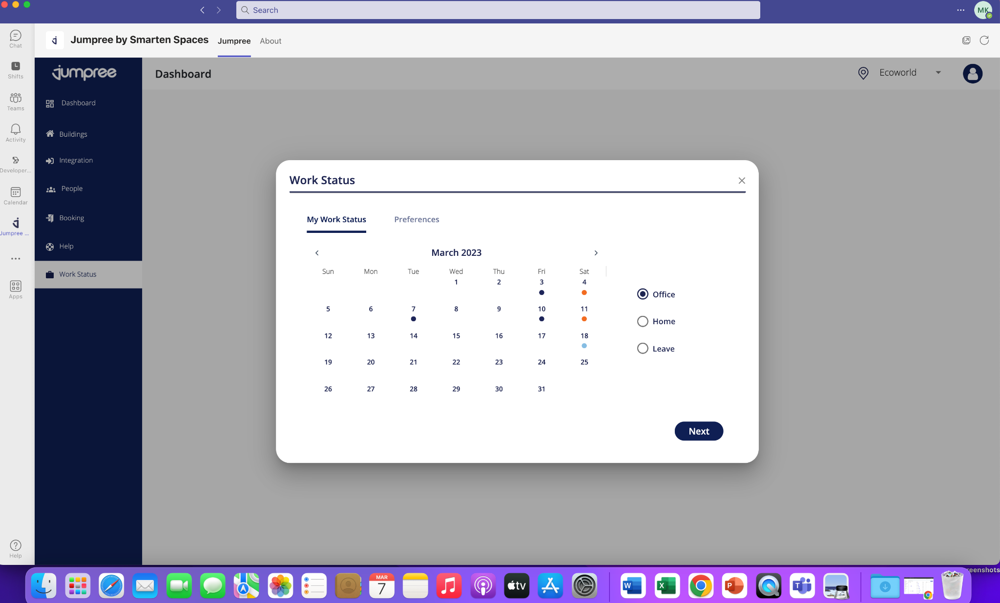 Search
MK
Chat
Shifts
Teams
Activity
Developer...
Calendar
Jumpree ...
Apps
Help
Jumpree by Smarten Spaces
Jumpree
About
jumpree
Dashboard
Buildings
Integration
People
Booking
Help
Work Status
Dashboard
Ecoworld
Work Status
My Work Status
Preferences
March 2023
Sun Mon Tue Wed Thu Fri Sat
1 2 3 4
5 6 7 8 9 10 11
12 13 14 15 16 17 18
19 20 21 22 23 24 25
26 27 28 29 30 31
Office
Home
Leave
Next
reenshots
MAR
7
tv
W
X
P
T